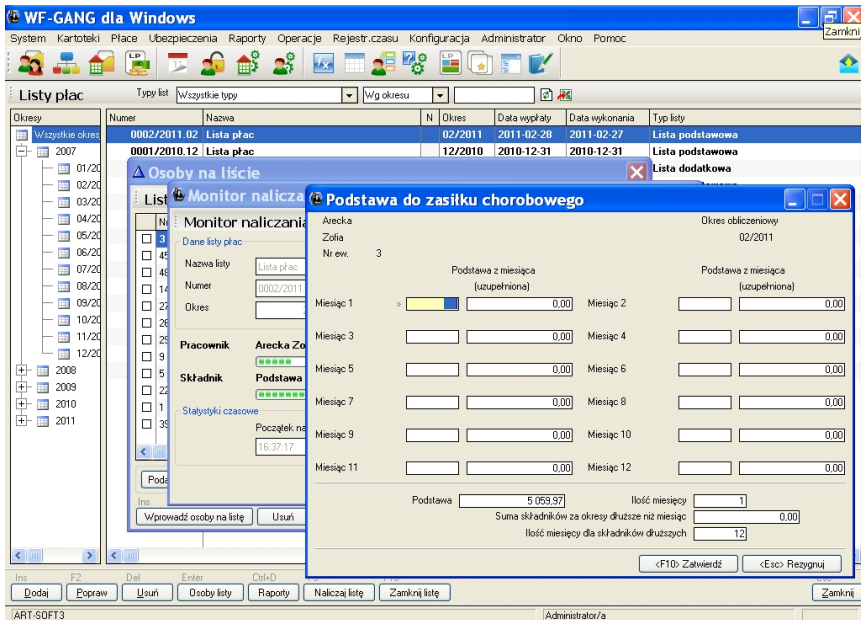 WF-GANG dla Windows
System Kartoteki Płace Ubezpieczenia Raporty Operacje Rejestr.czasu Konfiguracja Administrator Okno Pomoc
Zamkni
Listy płac Typy list Wszystkie typy Wg okresu
Okresy Numer Nazwa N Okres Data wypłaty Data wykonania Typ listy
Wszystkie okres 0002/2011.02 Lista płac 02/2011 2011-02-28 2011-02-27 Lista podstawowa
2007 0001/2010.12 Lista płac 12/2010 2010-12-31 2010-12-31 Lista podstawowa
01/20 Lista dodatkowa
02/20
03/20
04/20
05/20
06/20
07/20
08/20
09/20
10/20
11/20
12/20
2008
2009
2010
2011
Osoby na liście
List
3
9
5
22
1
Poda
Ins
Wprowadź osoby na listę Usuń
Monitor nalicza
Monitor naliczania
Dane listy płac
Nazwa listy Lista płac
Numer 0002/2011.
Okres
Pracownik Arecka Zo
Składnik Podstawa
Statystyki czasowe
Początek na
16:37:17
Podstawa do zasiłku chorobowego
Arecka Okres obliczeniowy
Zofia 02/2011
Nr ew. 3
Podstawa z miesiąca Podstawa z miesiąca
(uzupełniona) (uzupełniona)
Miesiąc 1 » 0,00 Miesiąc 2 0,00
Miesiąc 3 0,00 Miesiąc 4 0,00
Miesiąc 5 0,00 Miesiąc 6 0,00
Miesiąc 7 0,00 Miesiąc 8 0,00
Miesiąc 9 0,00 Miesiąc 10 0,00
Miesiąc 11 0,00 Miesiąc 12 0,00
Podstawa 5 059,97 Ilość miesięcy 1
Suma składników za okresy dłuższe niż miesiąc 0,00
Ilość miesięcy dla składników dłuższych 12
<F10> Zatwierdź <Esc> Rezygnuj
Ins F2 Del Enter Ctrl+D
Dodaj Popraw Usuń Osoby listy Raporty Naliczaj listę Zamknij listę Zamknij
ART-SOFT3 Administrator/a